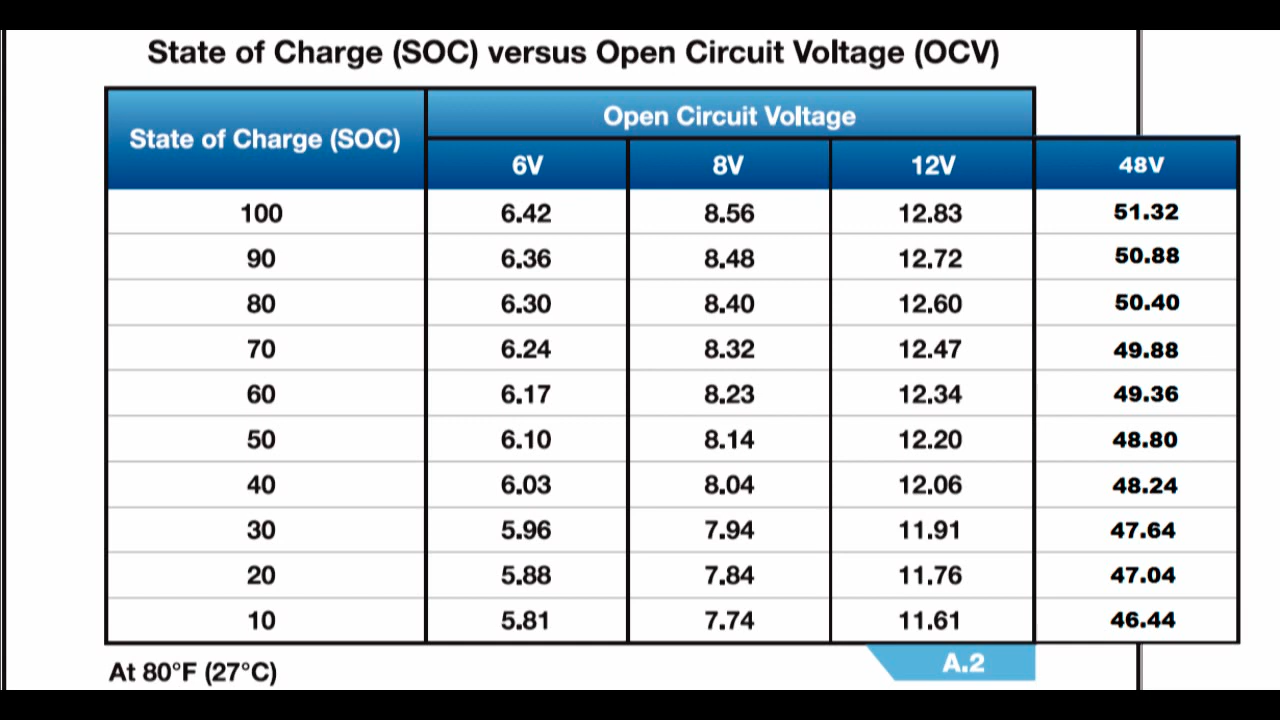 State of Charge (SOC) versus Open Circuit Voltage (OCV)
State of Charge (SOC) Open Circuit Voltage
6V 8V 12V 48V
100 6.42 8.56 12.83 51.32
90 6.36 8.48 12.72 50.88
80 6.30 8.40 12.60 50.40
70 6.24 8.32 12.47 49.88
60 6.17 8.23 12.34 49.36
50 6.10 8.14 12.20 48.80
40 6.03 8.04 12.06 48.24
30 5.96 7.94 11.91 47.64
20 5.88 7.84 11.76 47.04
10 5.81 7.74 11.61 46.44
At 80°F (27°C) A.2